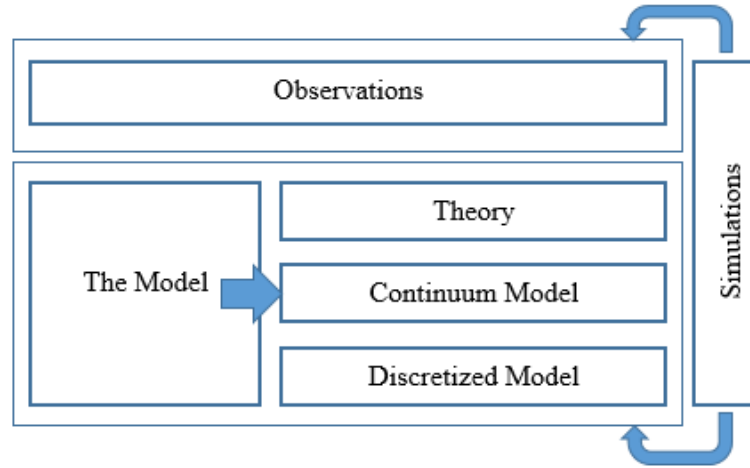 Observations
The Model
Theory
Continuum Model
Discretized Model
Simulations